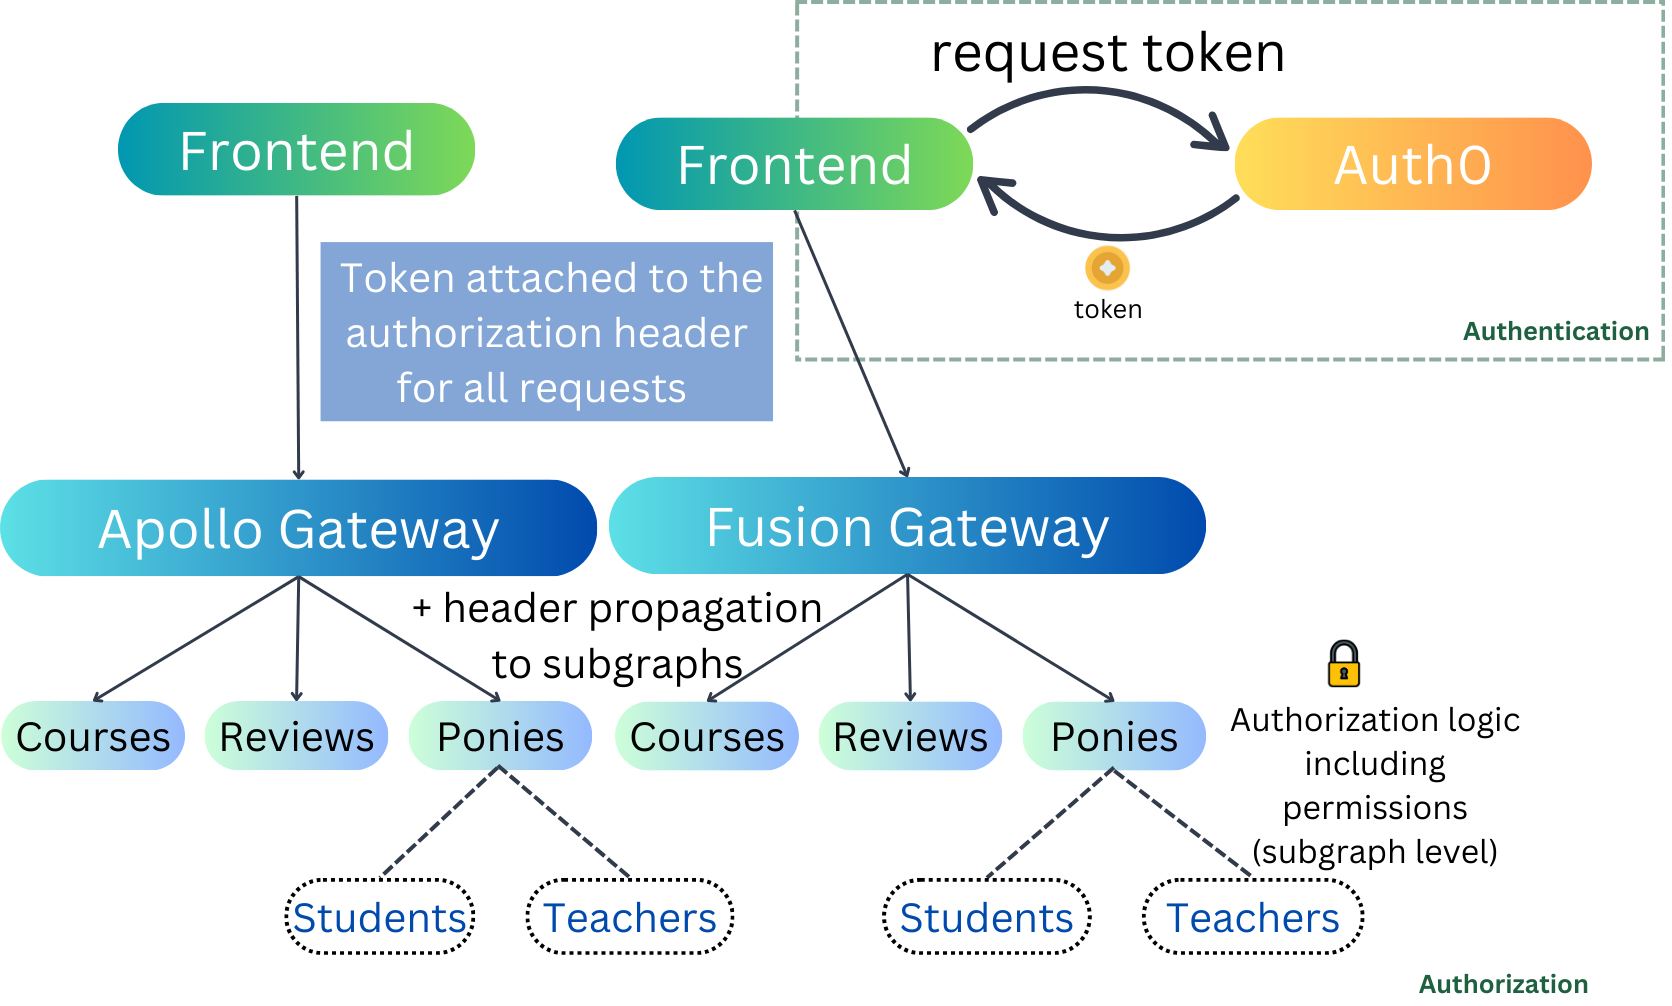 request token
Frontend
Frontend
Auth0
Token attached to the
authorization header
for all requests
token
Authentication
Apollo Gateway
Fusion Gateway
+ header propagation
to subgraphs
Courses
Reviews
Ponies
Courses
Reviews
Ponies
Authorization logic
including
permissions
(subgraph level)
Students
Teachers
Students
Teachers
Authorization